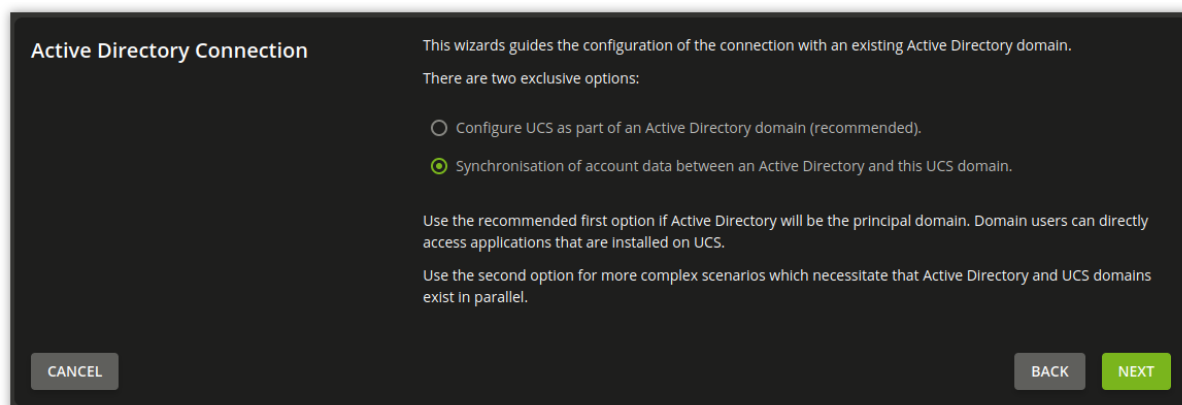 Active Directory Connection
This wizards guides the configuration of the connection with an existing Active Directory domain.
There are two exclusive options:
Configure UCS as part of an Active Directory domain (recommended).
Synchronisation of account data between an Active Directory and this UCS domain.
Use the recommended first option if Active Directory will be the principal domain. Domain users can directly
access applications that are installed on UCS.
Use the second option for more complex scenarios which necessitate that Active Directory and UCS domains
exist in parallel.
CANCEL
BACK
NEXT